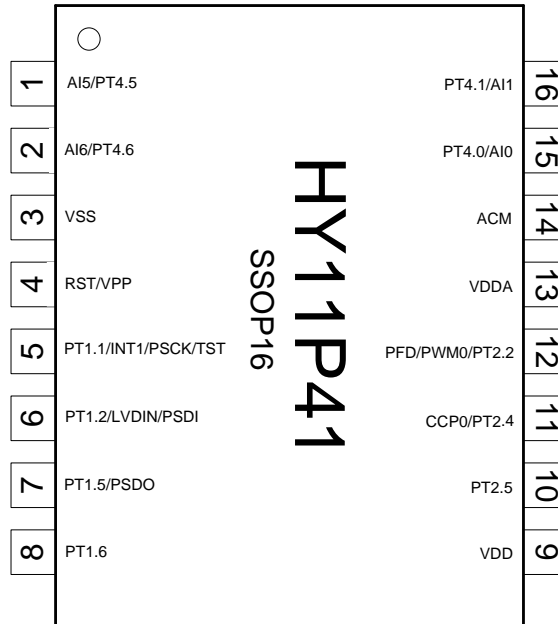 1 AI5/PT4.5 PT4.1/AI1 16
2 AI6/PT4.6 PT4.0/AI0 15
3 VSS ACM 14
4 RST/VPP VDDA 13
5 PT1.1/INT1/PSCK/TST PFD/PWM0/PT2.2 12
6 PT1.2/LVDIN/PSDI CCP0/PT2.4 11
7 PT1.5/PSDO PT2.5 10
8 PT1.6 VDD 9
HY11P41
SSOP16